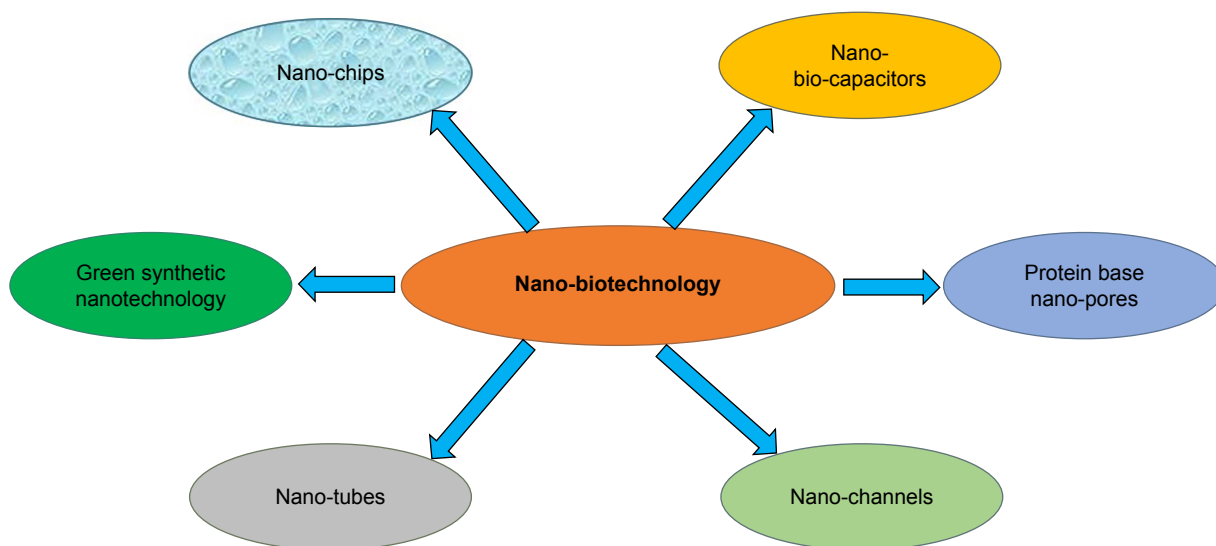 Nano-chips
Nano-
bio-capacitors
Green synthetic
nanotechnology
Nano-biotechnology
Protein base
nano-pores
Nano-tubes
Nano-channels